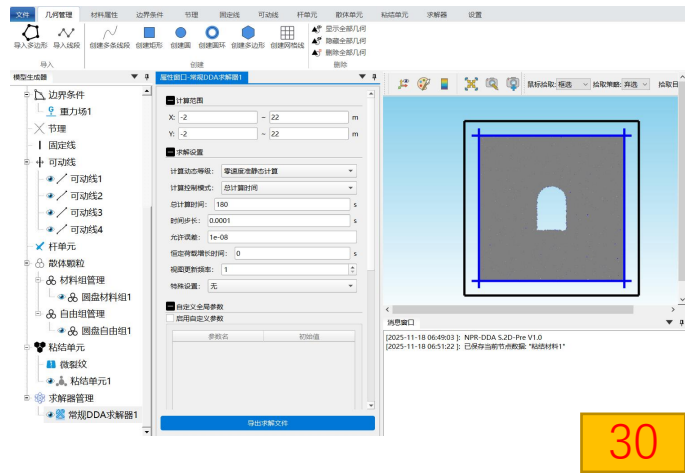 文件 几何管理 材料属性 边界条件 节理 固定线 可动线 杆单元 散体单元 粘结单元 求解器 设置
导入多边形 导入线段 创建多条线段 创建矩形 创建圆 创建圆环 创建多边形 创建网格线
显示全部几何
隐藏全部几何
删除全部几何
导入 创建 删除
模型生成器
边界条件
重力场1
节理
固定线
可动线
可动线1
可动线2
可动线3
可动线4
杆单元
散体颗粒
材料组管理
圆盘材料组1
自由组管理
圆盘自由组1
粘结单元
微裂纹
粘结单元1
求解器管理
常规DDA求解器1
属性窗口-常规DDA求解器1
计算范围
X: -2 ~ 22 m
Y: -2 ~ 22 m
求解设置
计算动态等级: 零速度准静态计算
计算控制模式: 总计算时间
总计算时间: 180 s
时间步长: 0.0001 s
允许误差: 1e-08
恒定荷载增长时间: 0 s
视图更新频率: 1
特殊设置: 无
自定义全局参数
启用自定义参数
参数名 初始值
导出求解文件
鼠标拾取: 框选 拾取策略: 弃选 拾取目
消息窗口
[2025-11-18 06:49:03 ]: NPR-DDA S.2D-Pre V1.0
[2025-11-18 06:51:22 ]: 已保存当前节点数据: "粘结材料1"
30